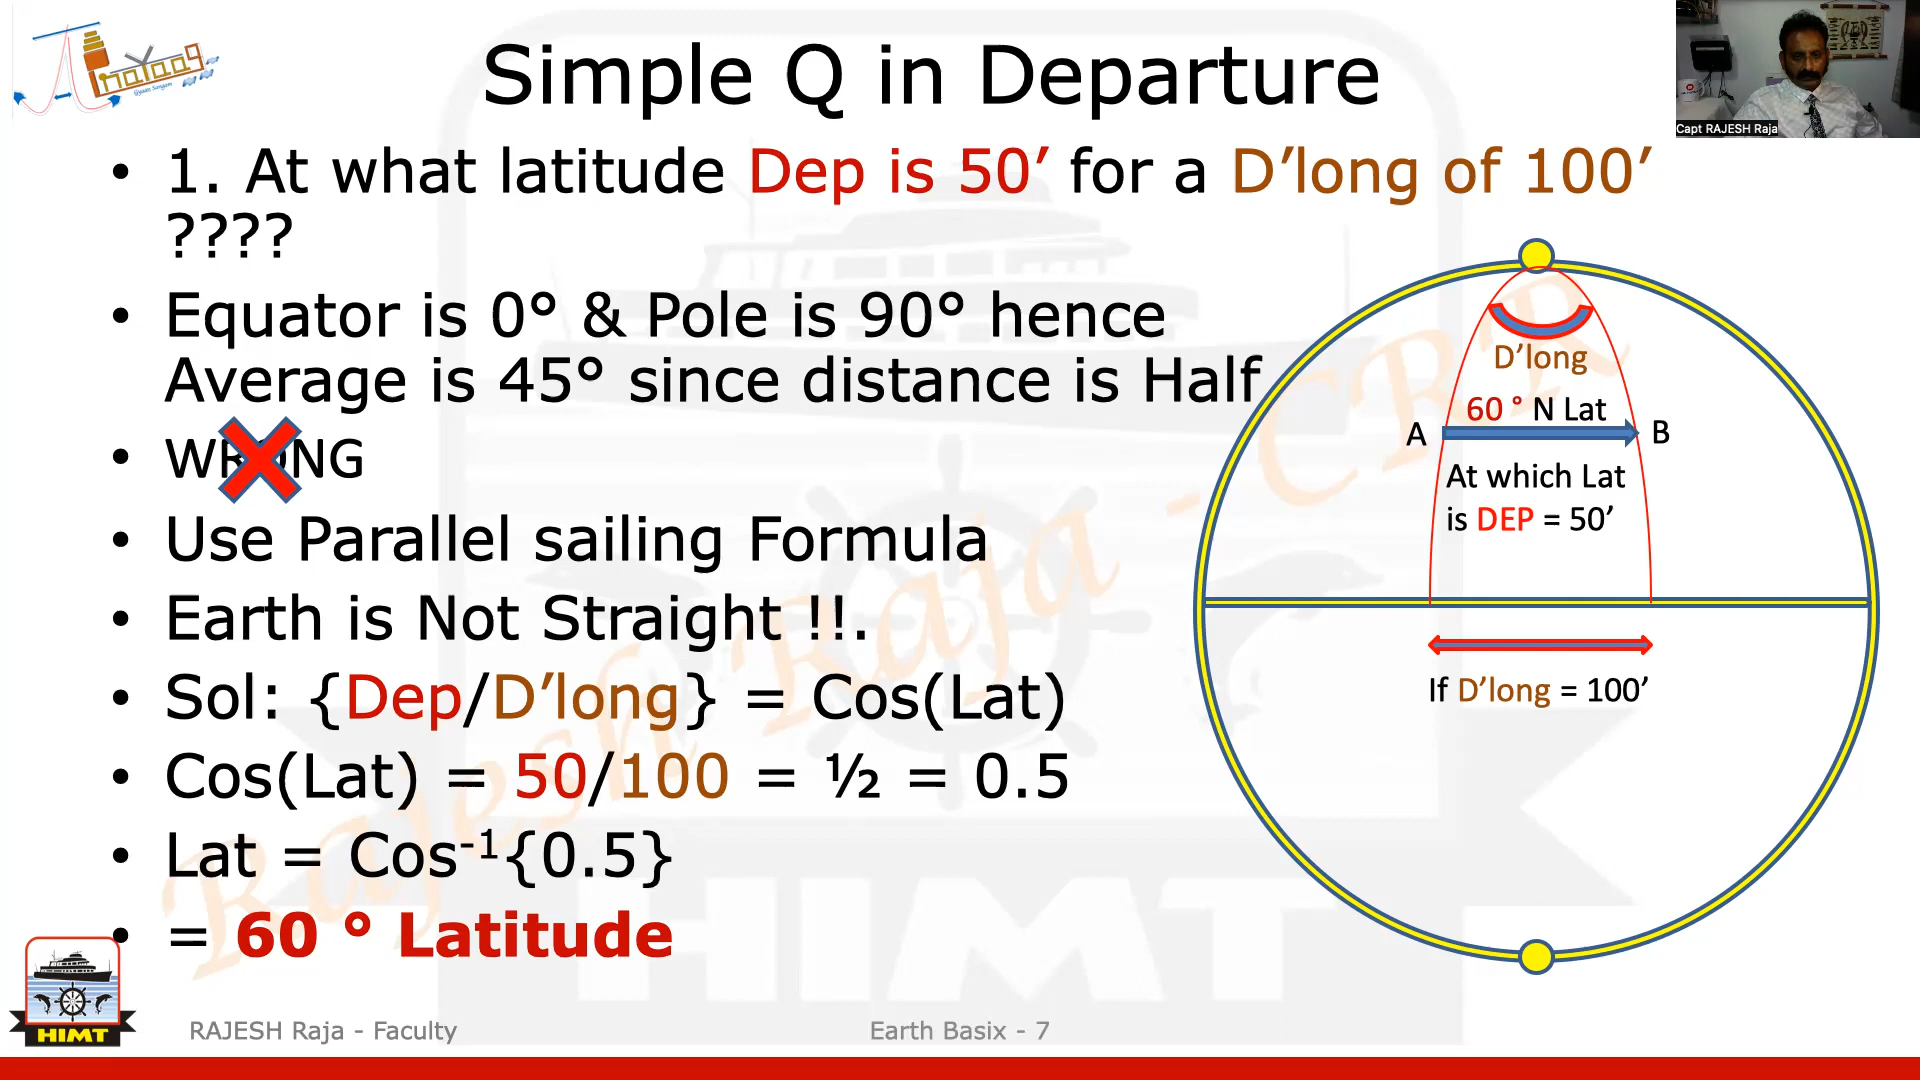 Simple Q in Departure
Capt RAJESH Raja
• 1. At what latitude Dep is 50’ for a D’long of 100’
????
• Equator is 0° & Pole is 90° hence
Average is 45° since distance is Half
• WRONG
• Use Parallel sailing Formula
• Earth is Not Straight !!.
• Sol: {Dep/D’long} = Cos(Lat)
• Cos(Lat) = 50/100 = ½ = 0.5
• Lat = Cos⁻¹{0.5}
• = 60 ° Latitude
D’long
60 ° N Lat
A
B
At which Lat
is DEP = 50’
If D’long = 100’
Rajesh Raja - CRR
HIMT
HIMT
RAJESH Raja - Faculty
Earth Basix - 7